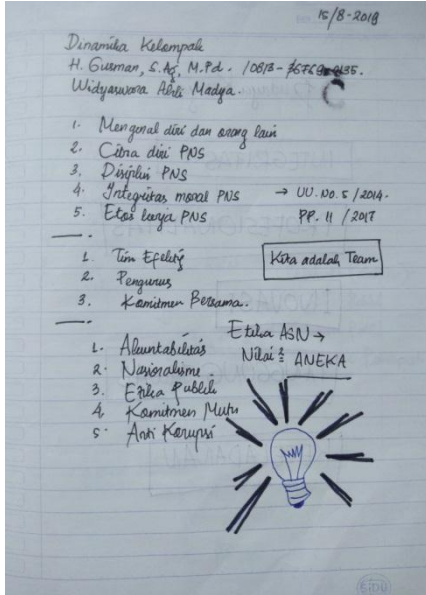 15/8-2019
Dinamika Kelompok
H. Gusman, S.Ag, M.Pd. /0813-
Widyaiswara Ahli Madya.
1. Mengenal diri dan orang lain
2. Citra diri PNS
3. Disiplin PNS
4. Integritas moral PNS → UU. No. 5 / 2014.
5. Etos kerja PNS PP. 11 / 2017
1. Tim Efektif
Kita adalah Team
2. Pengurus
3. Komitmen Bersama.
Etika ASN →
Nilai² ANEKA
1. Akuntabilitas
2. Nasionalisme
3. Etika Publik
4. Komitmen Mutu
5. Anti Korupsi
SIDU